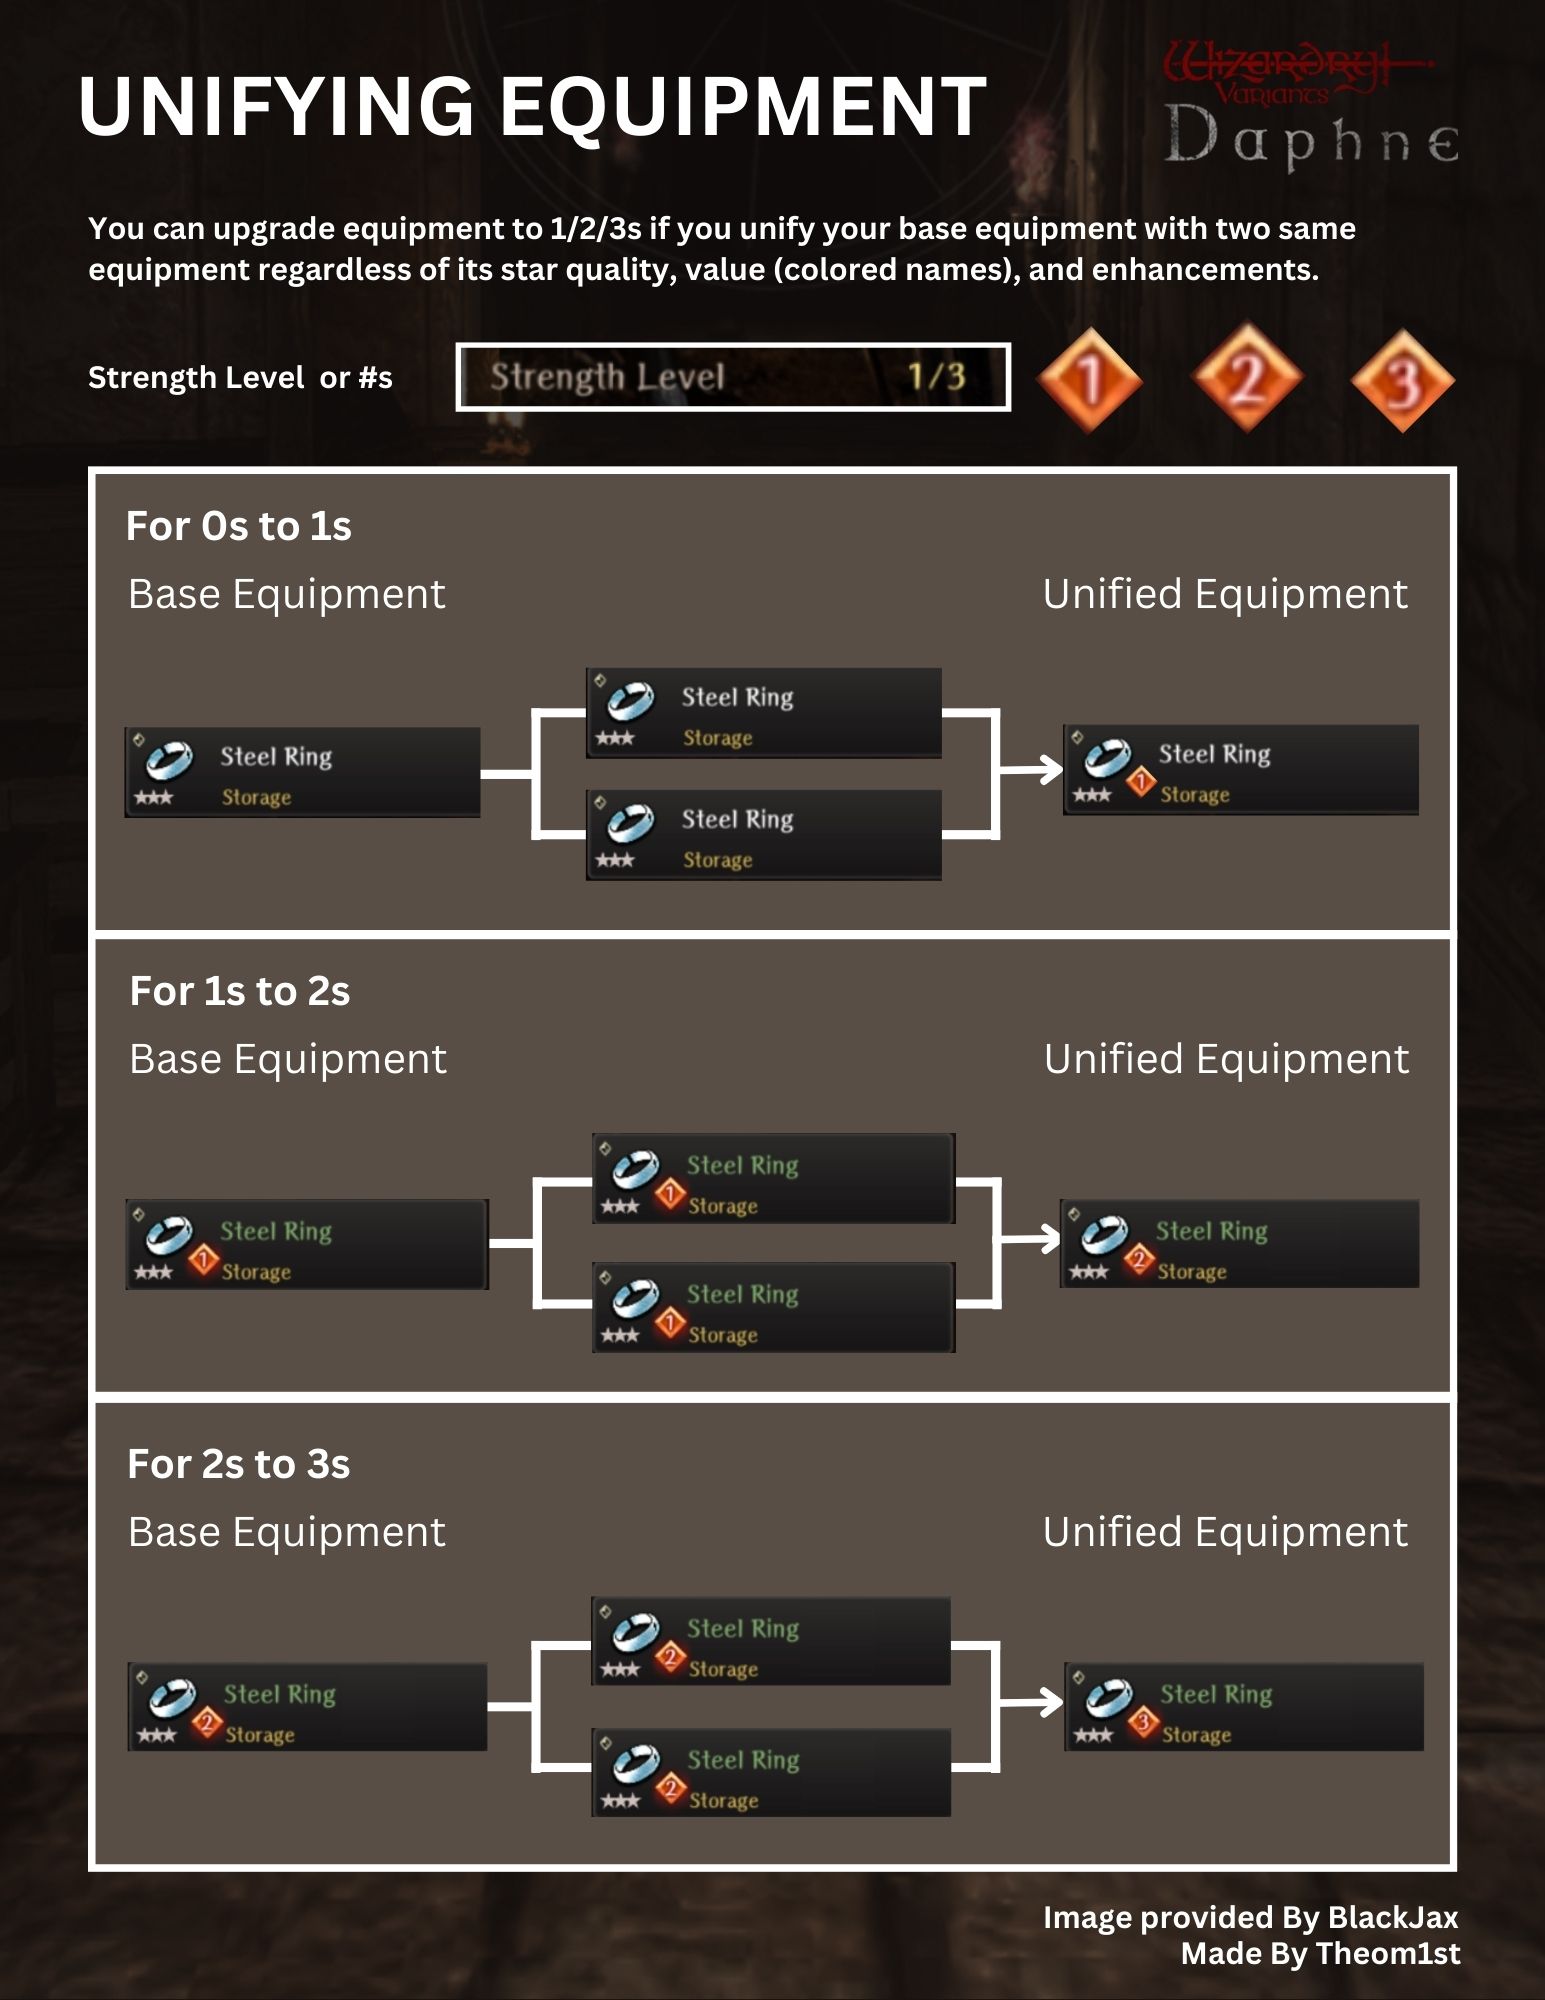 UNIFYING EQUIPMENT
Wizardry
Variants
Daphne
You can upgrade equipment to 1/2/3s if you unify your base equipment with two same
equipment regardless of its star quality, value (colored names), and enhancements.
Strength Level or #s
Strength Level 1/3
1 2 3
For 0s to 1s
Base Equipment
Unified Equipment
Steel Ring
Storage
Steel Ring
Storage
Steel Ring
Storage
Steel Ring
1
Storage
For 1s to 2s
Base Equipment
Unified Equipment
Steel Ring
1
Storage
Steel Ring
1
Storage
Steel Ring
1
Storage
Steel Ring
2
Storage
For 2s to 3s
Base Equipment
Unified Equipment
Steel Ring
2
Storage
Steel Ring
2
Storage
Steel Ring
2
Storage
Steel Ring
3
Storage
Image provided By BlackJax
Made By Theom1st